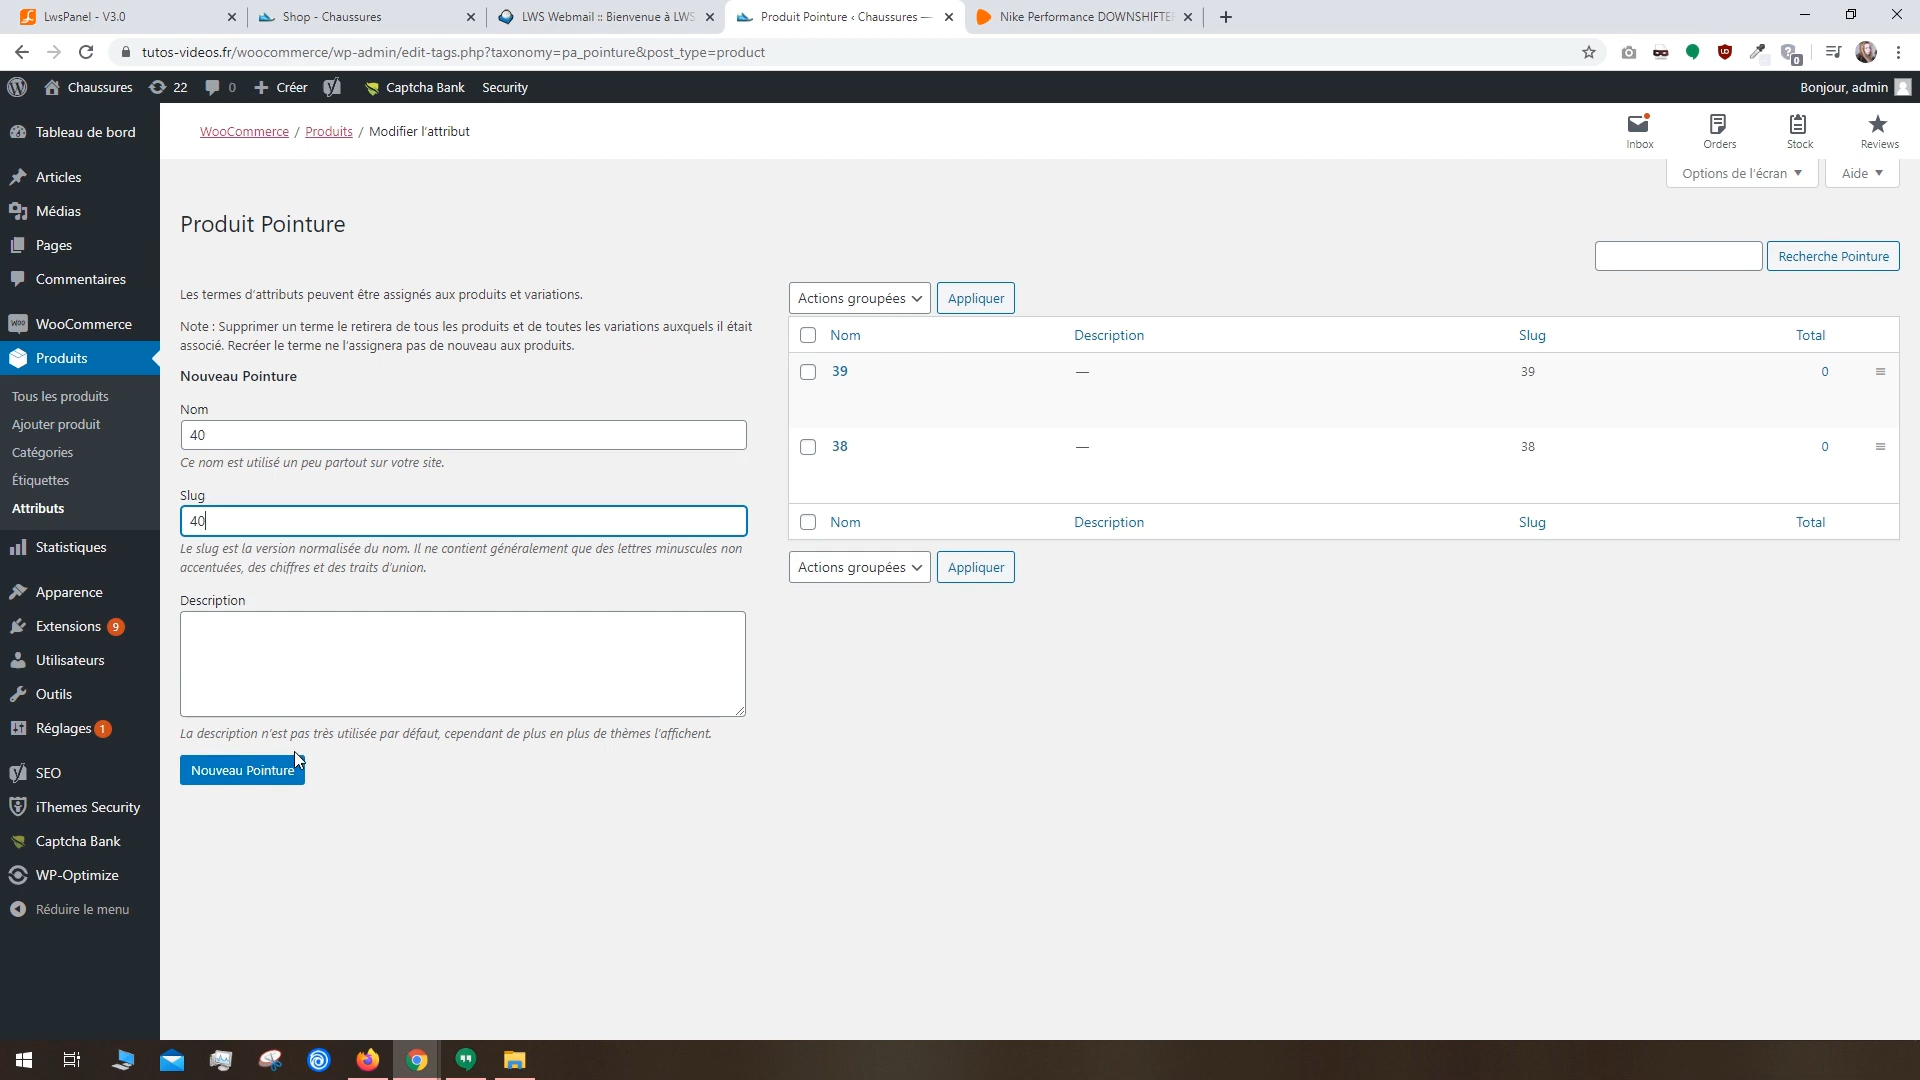 LwsPanel - V3.0
Shop - Chaussures
LWS Webmail :: Bienvenue à LWS
Produit Pointure ‹ Chaussures —
Nike Performance DOWNSHIFTE
tutos-videos.fr/woocommerce/wp-admin/edit-tags.php?taxonomy=pa_pointure&post_type=product
0
Chaussures
22
0
Créer
Captcha Bank
Security
Bonjour, admin
Tableau de bord
Articles
Médias
Pages
Commentaires
WooCommerce
Produits
Tous les produits
Ajouter produit
Catégories
Étiquettes
Attributs
Statistiques
Apparence
Extensions 9
Utilisateurs
Outils
Réglages 1
SEO
iThemes Security
Captcha Bank
WP-Optimize
Réduire le menu
WooCommerce / Produits / Modifier l'attribut
Inbox
Orders
Stock
Reviews
Options de l'écran
Aide
Produit Pointure
Recherche Pointure
Les termes d'attributs peuvent être assignés aux produits et variations.
Note : Supprimer un terme le retirera de tous les produits et de toutes les variations auxquels il était
associé. Recréer le terme ne l'assignera pas de nouveau aux produits.
Nouveau Pointure
Nom
40
Ce nom est utilisé un peu partout sur votre site.
Slug
40
Le slug est la version normalisée du nom. Il ne contient généralement que des lettres minuscules non
accentuées, des chiffres et des traits d'union.
Description
La description n'est pas très utilisée par défaut, cependant de plus en plus de thèmes l'affichent.
Nouveau Pointure
Actions groupées
Appliquer
Nom Description Slug Total
39 — 39 0
38 — 38 0
Nom Description Slug Total
Actions groupées
Appliquer